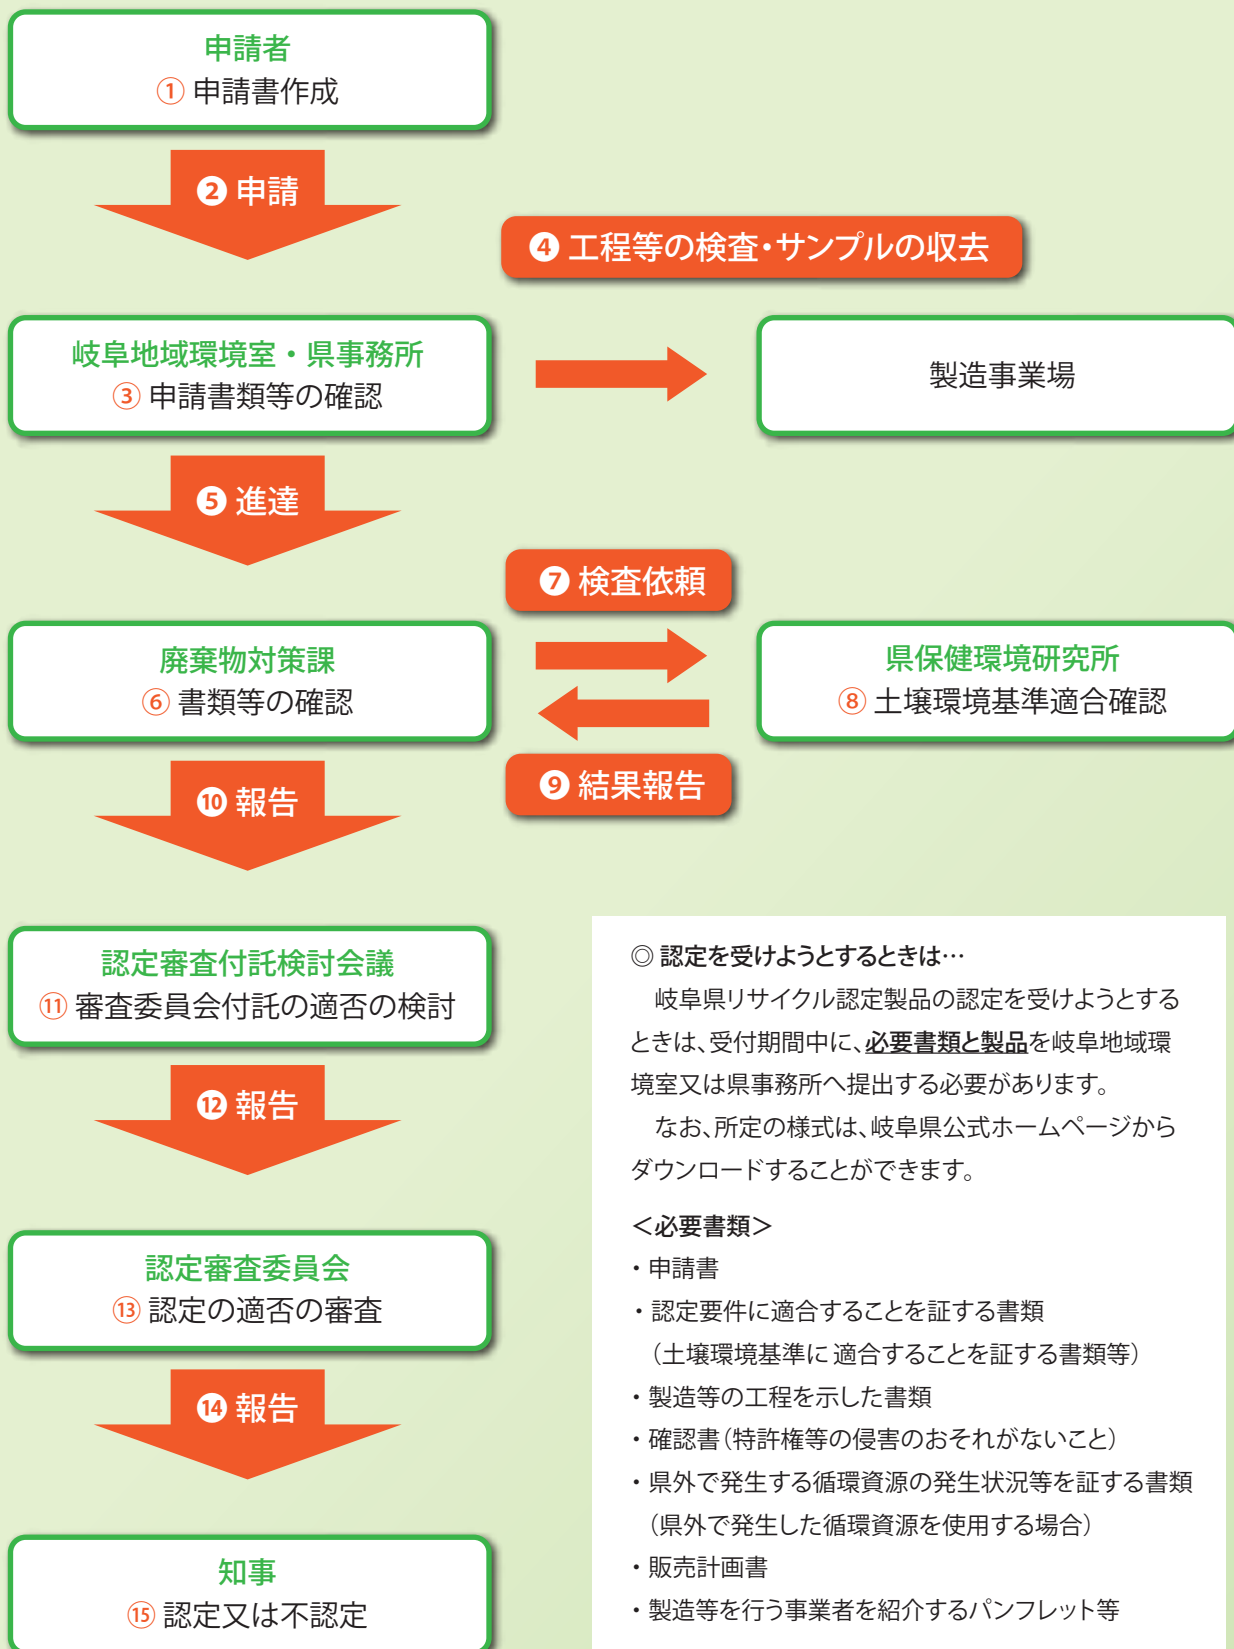 申請者
① 申請書作成
❷ 申請
❹ 工程等の検査・サンプルの収去
岐阜地域環境室・県事務所
③ 申請書類等の確認
製造事業場
❺ 進達
❼ 検査依頼
廃棄物対策課
⑥ 書類等の確認
県保健環境研究所
⑧ 土壌環境基準適合確認
❾ 結果報告
❿ 報告
認定審査付託検討会議
⑪ 審査委員会付託の適否の検討
⓬ 報告
認定審査委員会
⑬ 認定の適否の審査
⓮ 報告
知事
⑮ 認定又は不認定
◎ 認定を受けようとするときは…
岐阜県リサイクル認定製品の認定を受けようとする
ときは、受付期間中に、必要書類と製品を岐阜地域環
境室又は県事務所へ提出する必要があります。
なお、所定の様式は、岐阜県公式ホームページから
ダウンロードすることができます。
＜必要書類＞
・申請書
・認定要件に適合することを証する書類
（土壌環境基準に適合することを証する書類等）
・製造等の工程を示した書類
・確認書（特許権等の侵害のおそれがないこと）
・県外で発生する循環資源の発生状況等を証する書類
（県外で発生した循環資源を使用する場合）
・販売計画書
・製造等を行う事業者を紹介するパンフレット等